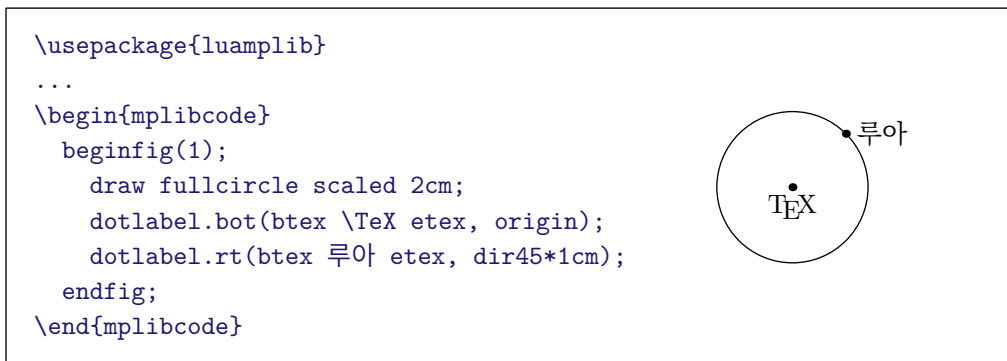 \usepackage{luamplib}
...
\begin{mplibcode}
beginfig(1);
draw fullcircle scaled 2cm;
dotlabel.bot(btex \TeX etex, origin);
dotlabel.rt(btex 루아 etex, dir45*1cm);
endfig;
\end{mplibcode}
루아
TEX